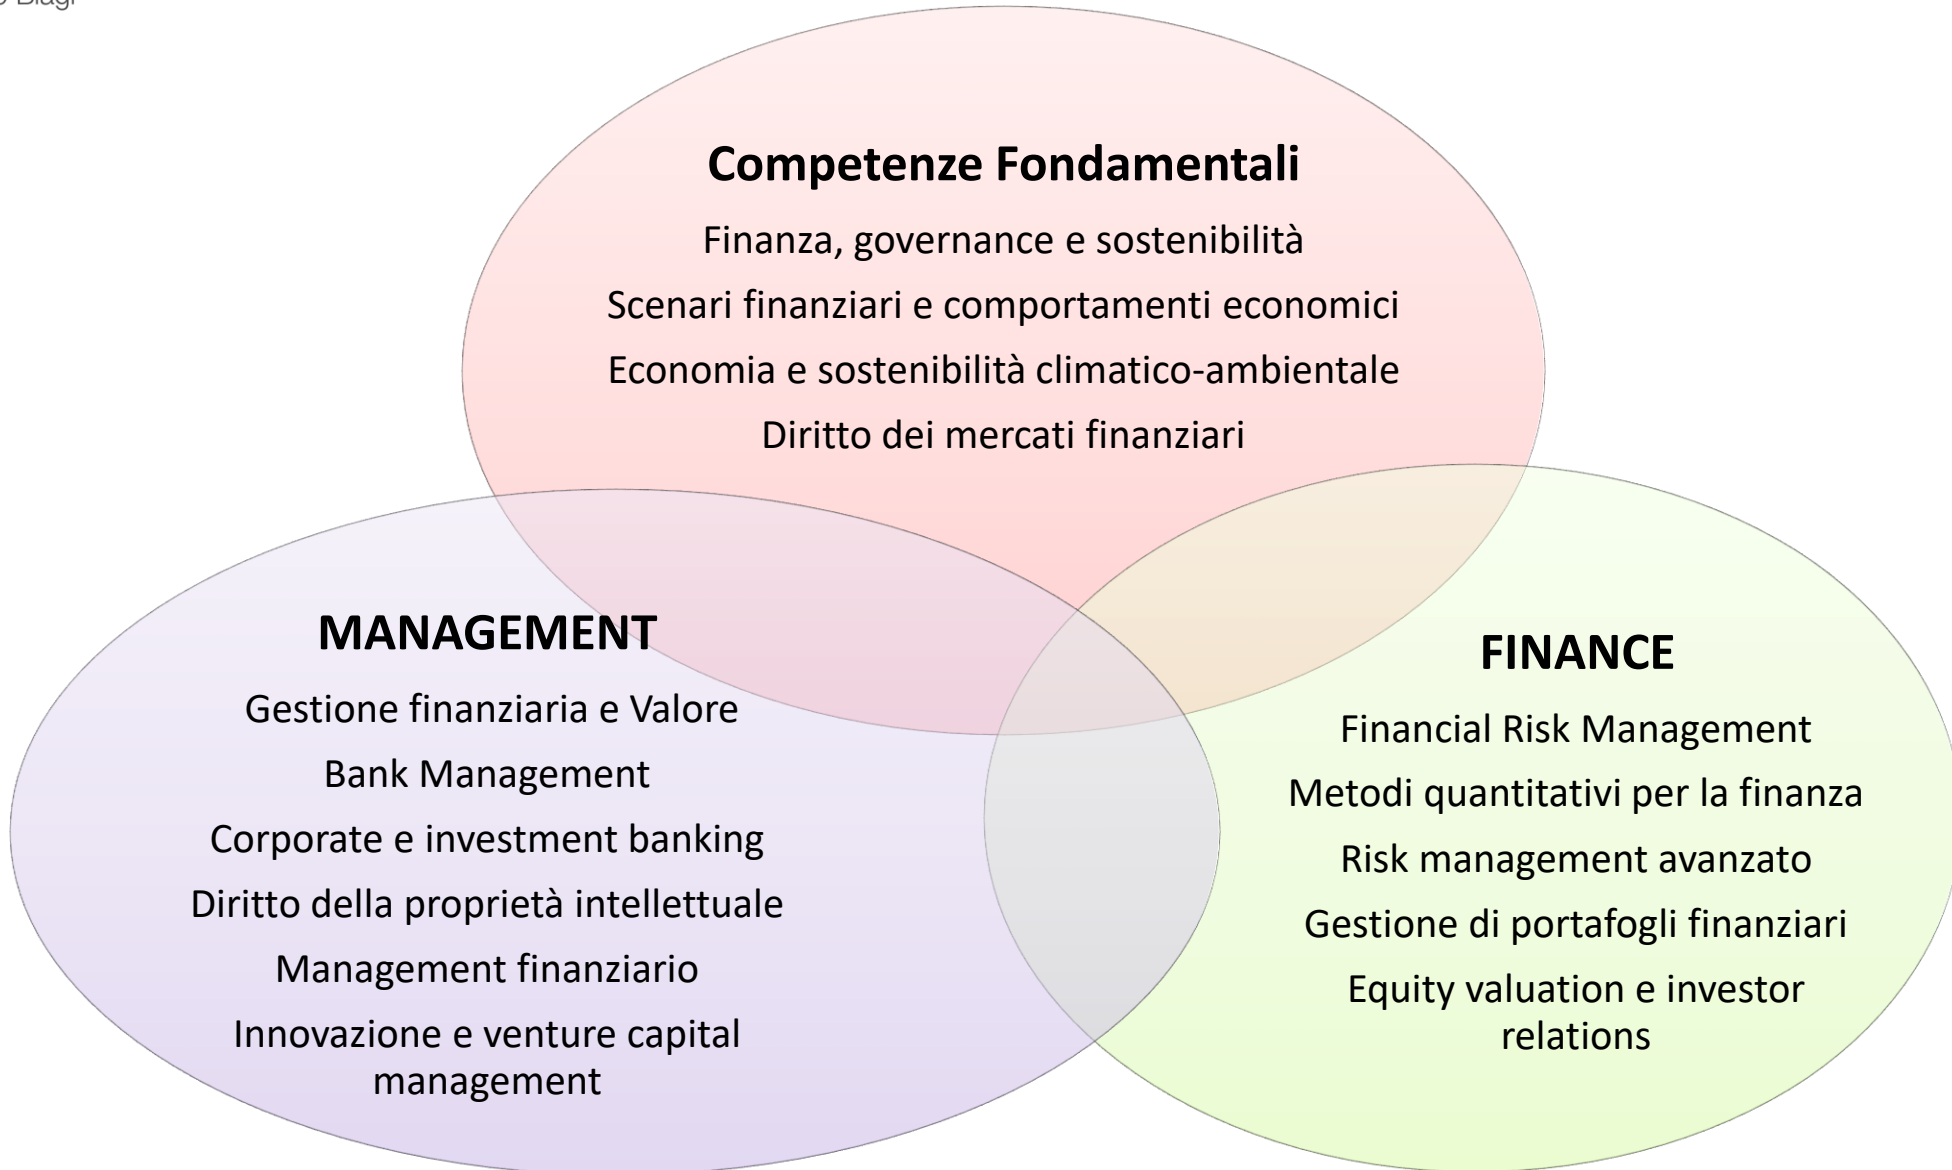 Biagi
Competenze Fondamentali
Finanza, governance e sostenibilità
Scenari finanziari e comportamenti economici
Economia e sostenibilità climatico-ambientale
Diritto dei mercati finanziari
MANAGEMENT
Gestione finanziaria e Valore
Bank Management
Corporate e investment banking
Diritto della proprietà intellettuale
Management finanziario
Innovazione e venture capital
management
FINANCE
Financial Risk Management
Metodi quantitativi per la finanza
Risk management avanzato
Gestione di portafogli finanziari
Equity valuation e investor
relations